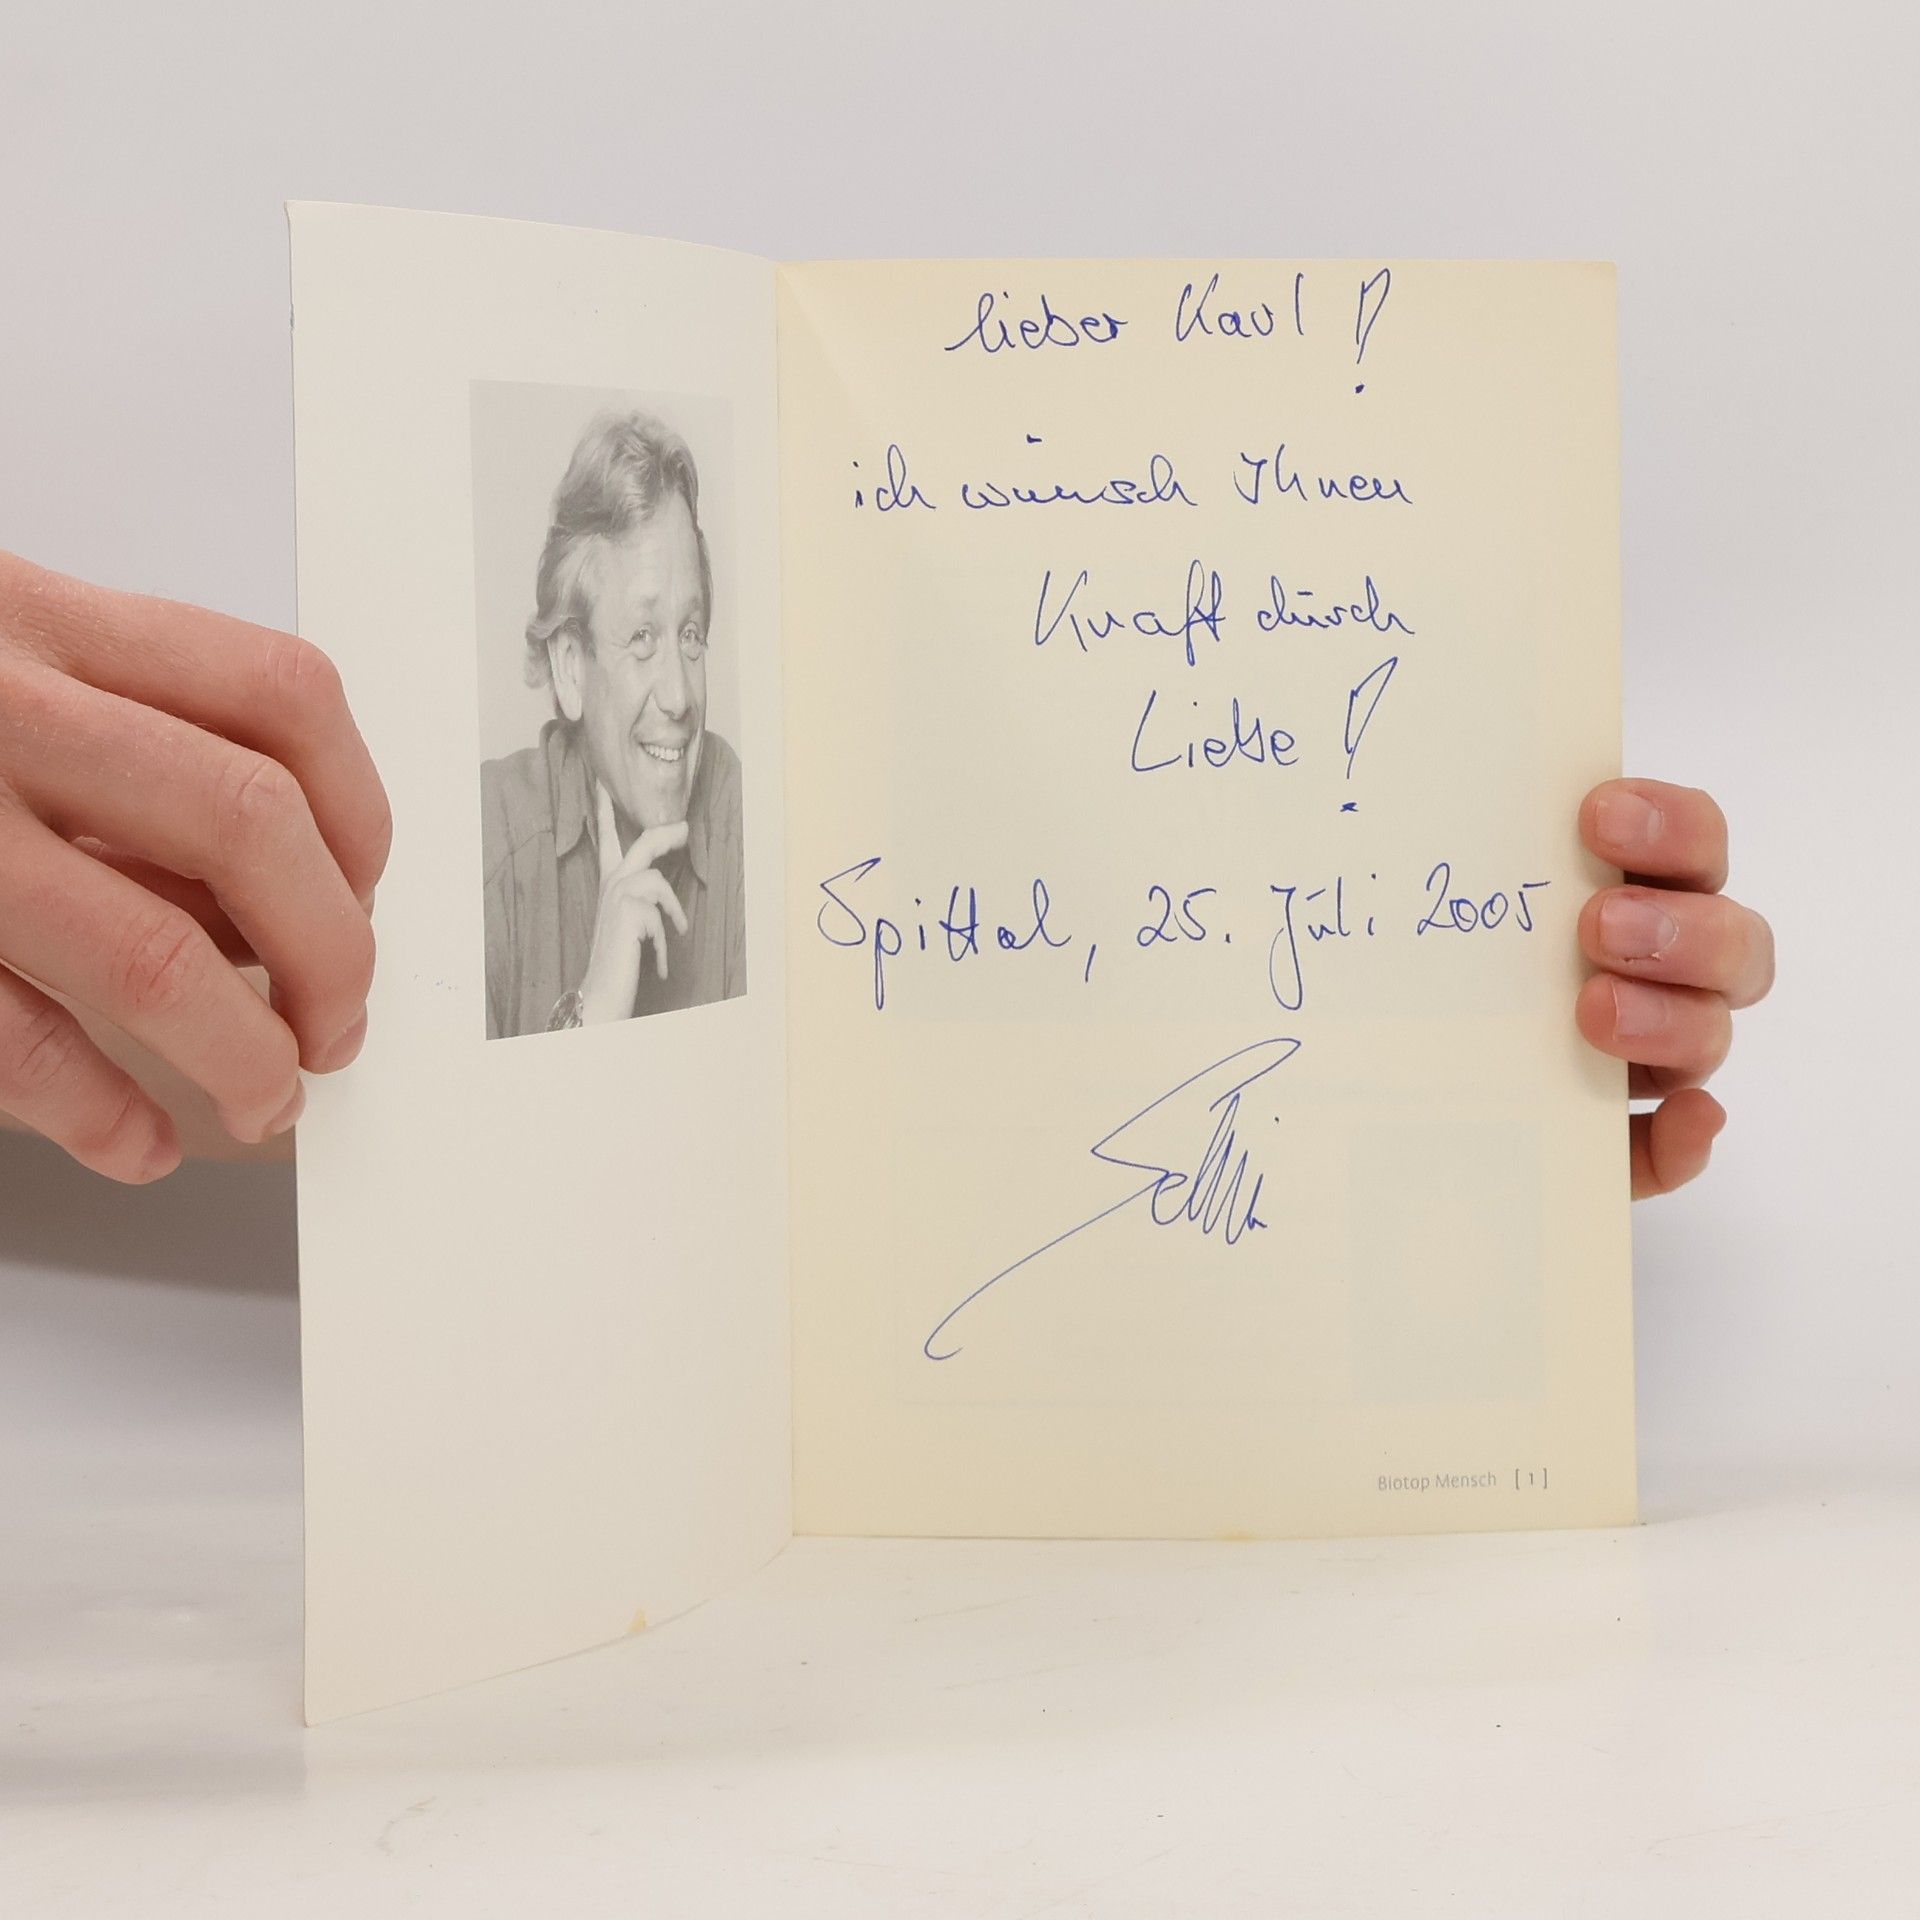 lieber Karl!
ich wünsch Ihnen
Kraft durch
Liebe!
Spittal, 25. Juli 2005
Biotop Mensch [ 1 ]